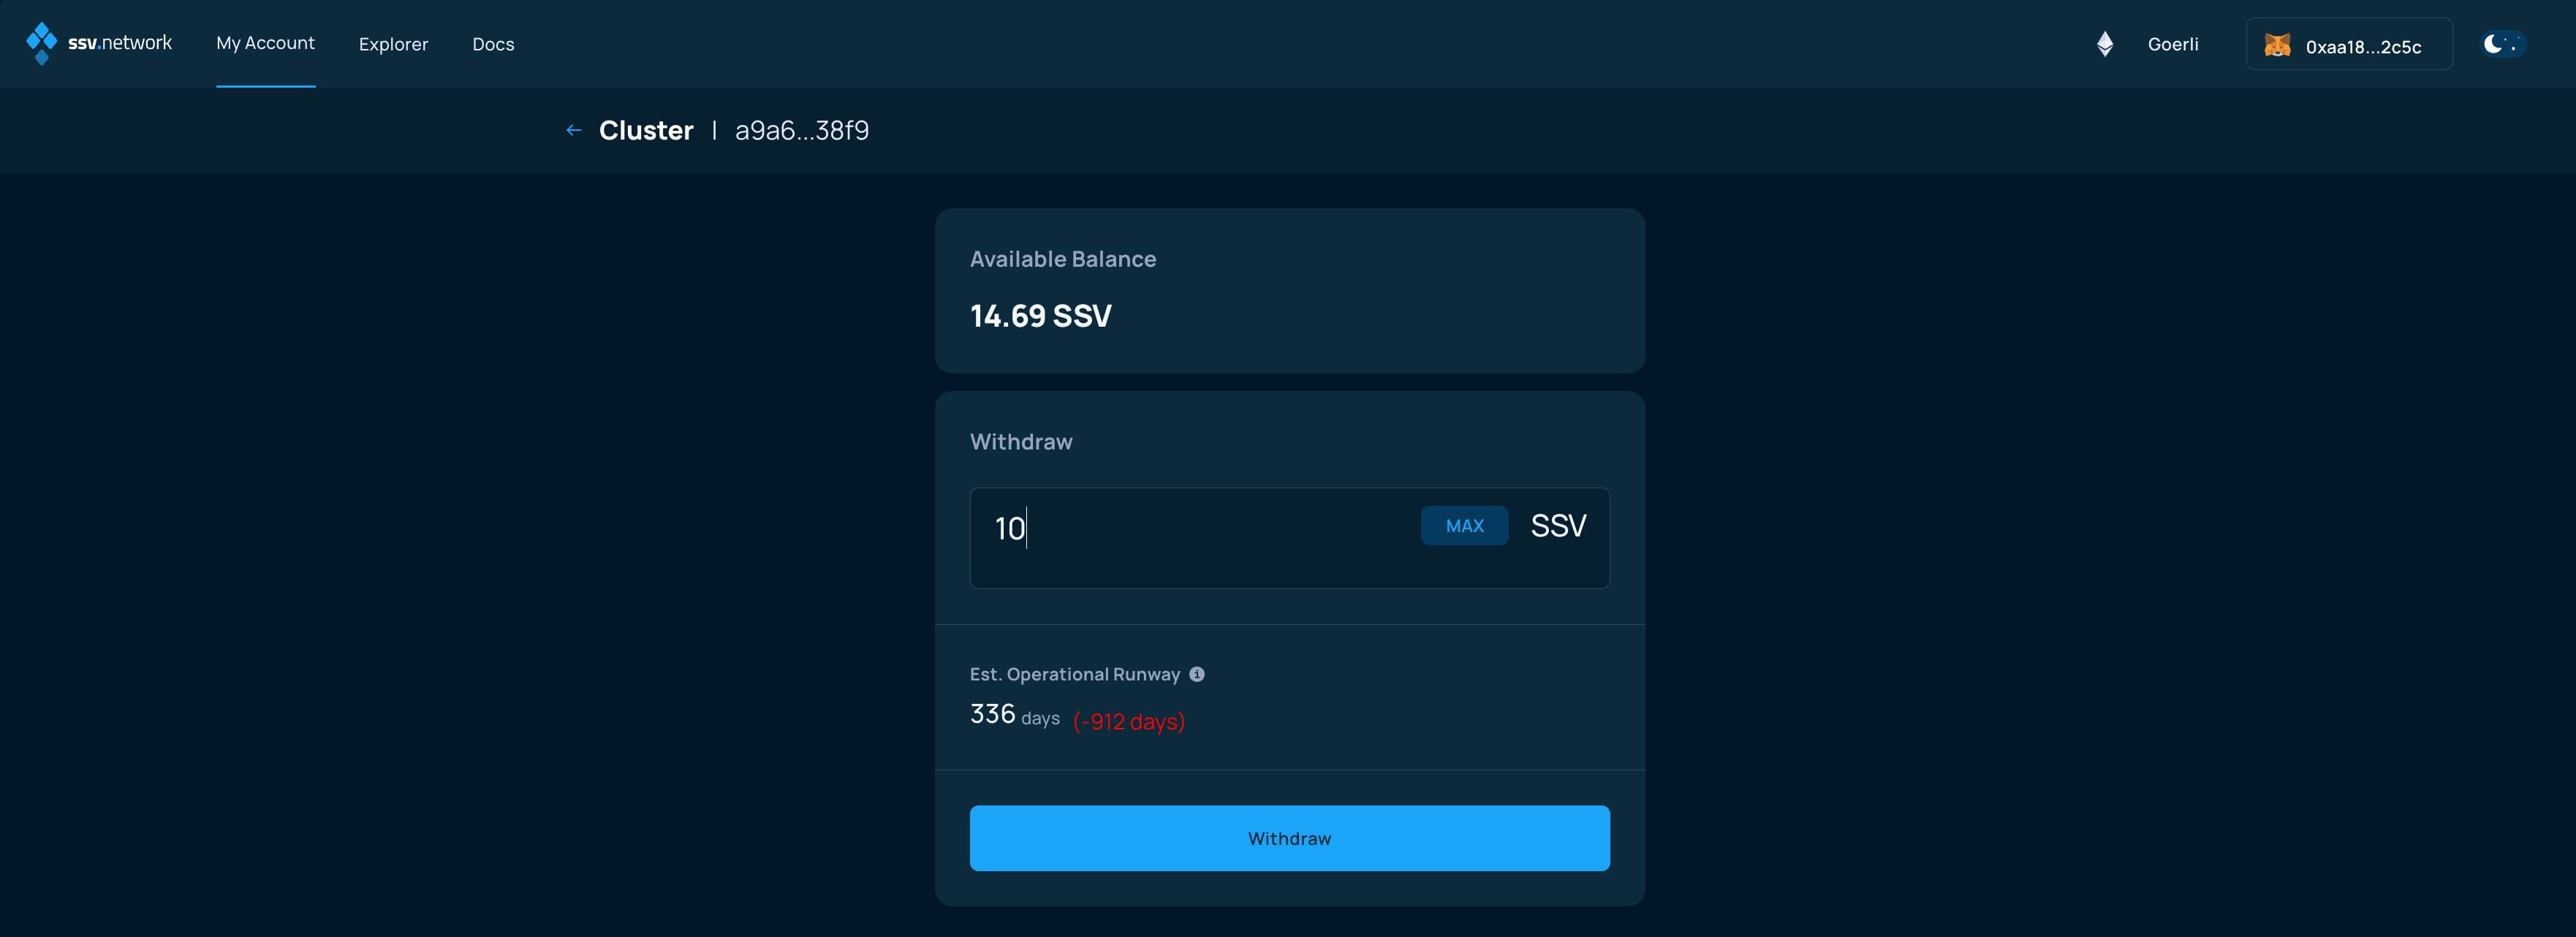 ssv.network My Account Explorer Docs Goerli 0xaa18...2c5c
Cluster | a9a6...38f9
Available Balance
14.69 SSV
Withdraw
10 MAX SSV
Est. Operational Runway
336 days (-912 days)
Withdraw